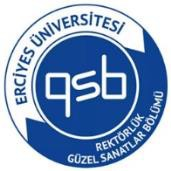 ERCİYES ÜNİVERSİTESİ
gsb
REKTÖRLÜK
GÜZEL SANATLAR BÖLÜMÜ